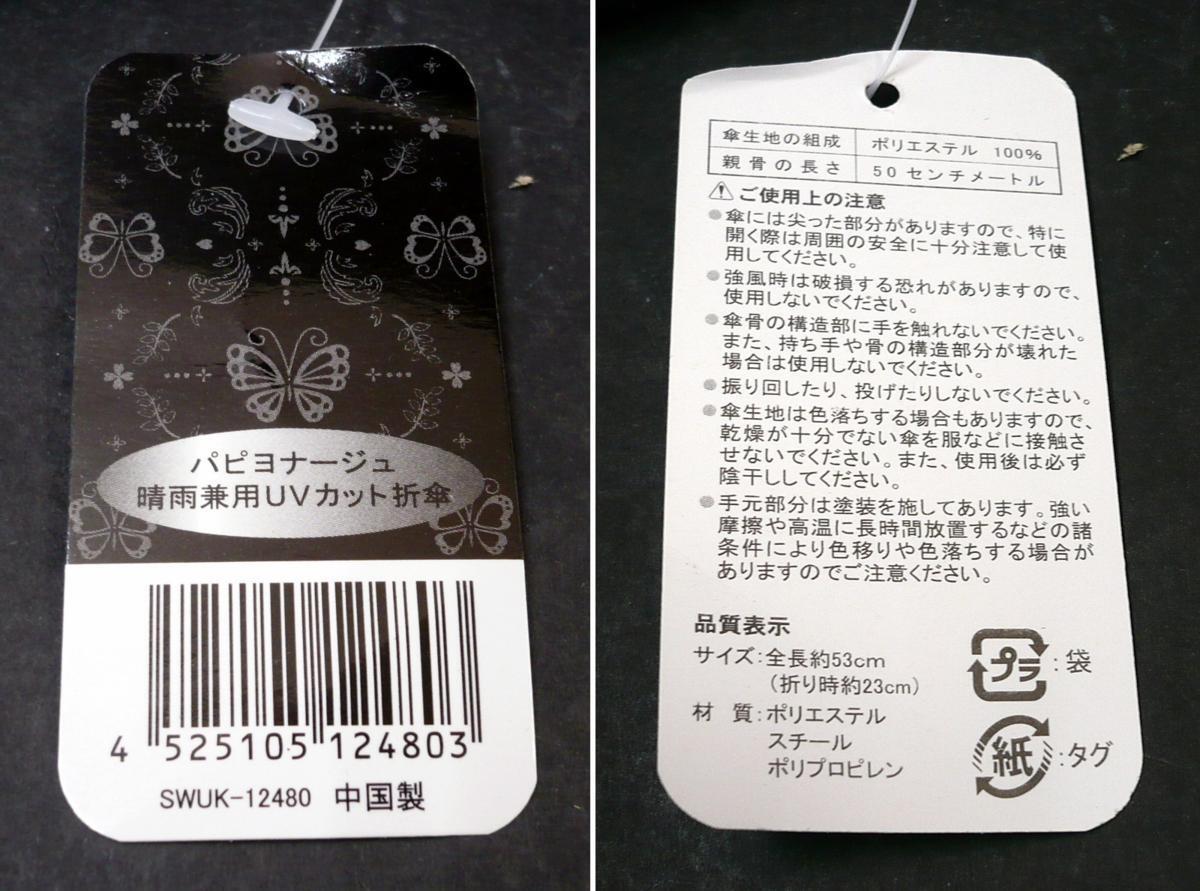 パピヨナージュ
晴雨兼用UVカット折傘
4 525105 124803
SWUK-12480 中国製
傘生地の組成 ポリエステル 100%
親骨の長さ 50 センチメートル
ご使用上の注意
●傘には尖った部分がありますので、特に
開く際は周囲の安全に十分注意して使
用してください。
●強風時は破損する恐れがありますので、
使用しないでください。
●傘骨の構造部に手を触れないでください。
また、持ち手や骨の構造部分が壊れた
場合は使用しないでください。
●振り回したり、投げたりしないでください。
●傘生地は色落ちする場合もありますので、
乾燥が十分でない傘を服などに接触さ
せないでください。また、使用後は必ず
陰干ししてください。
●手元部分は塗装を施してあります。強い
摩擦や高温に長時間放置するなどの諸
条件により色移りや色落ちする場合が
ありますのでご注意ください。
品質表示
サイズ:全長約53cm
(折り時約23cm)
材 質:ポリエステル
スチール
ポリプロピレン
プラ:袋
紙:タグ